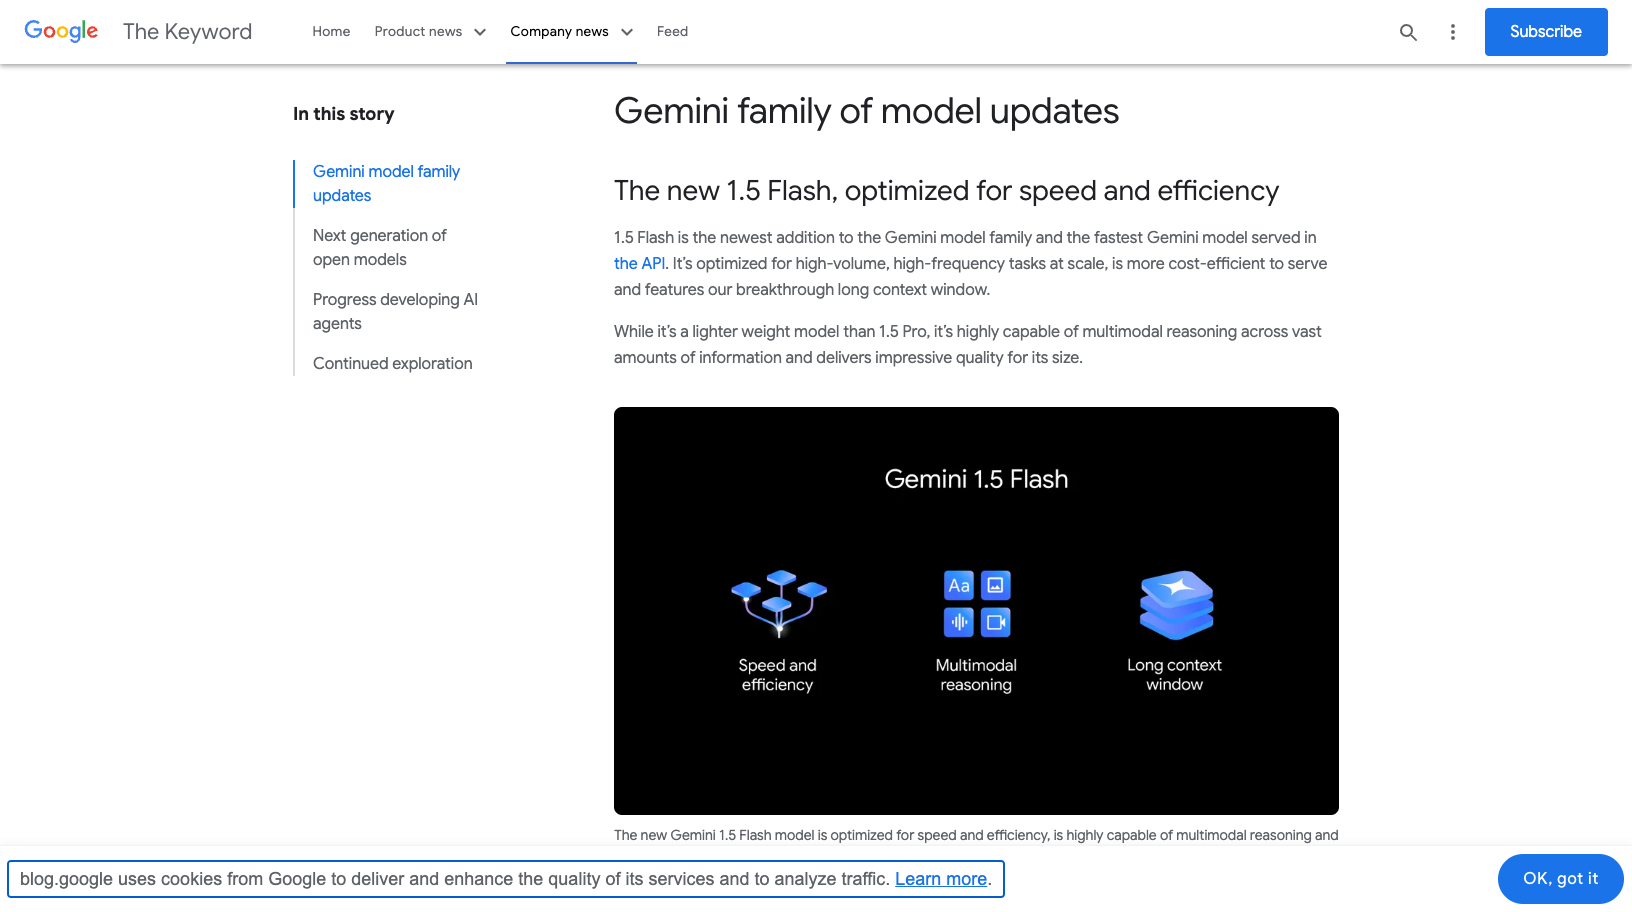 Google The Keyword Home Product news Company news Feed Subscribe
In this story
Gemini model family
updates
Next generation of
open models
Progress developing AI
agents
Continued exploration
Gemini family of model updates
The new 1.5 Flash, optimized for speed and efficiency
1.5 Flash is the newest addition to the Gemini model family and the fastest Gemini model served in
the API. It’s optimized for high-volume, high-frequency tasks at scale, is more cost-efficient to serve
and features our breakthrough long context window.
While it’s a lighter weight model than 1.5 Pro, it’s highly capable of multimodal reasoning across vast
amounts of information and delivers impressive quality for its size.
Gemini 1.5 Flash
Aa
Speed and
efficiency
Multimodal
reasoning
Long context
window
The new Gemini 1.5 Flash model is optimized for speed and efficiency, is highly capable of multimodal reasoning and
blog.google uses cookies from Google to deliver and enhance the quality of its services and to analyze traffic. Learn more.
OK, got it